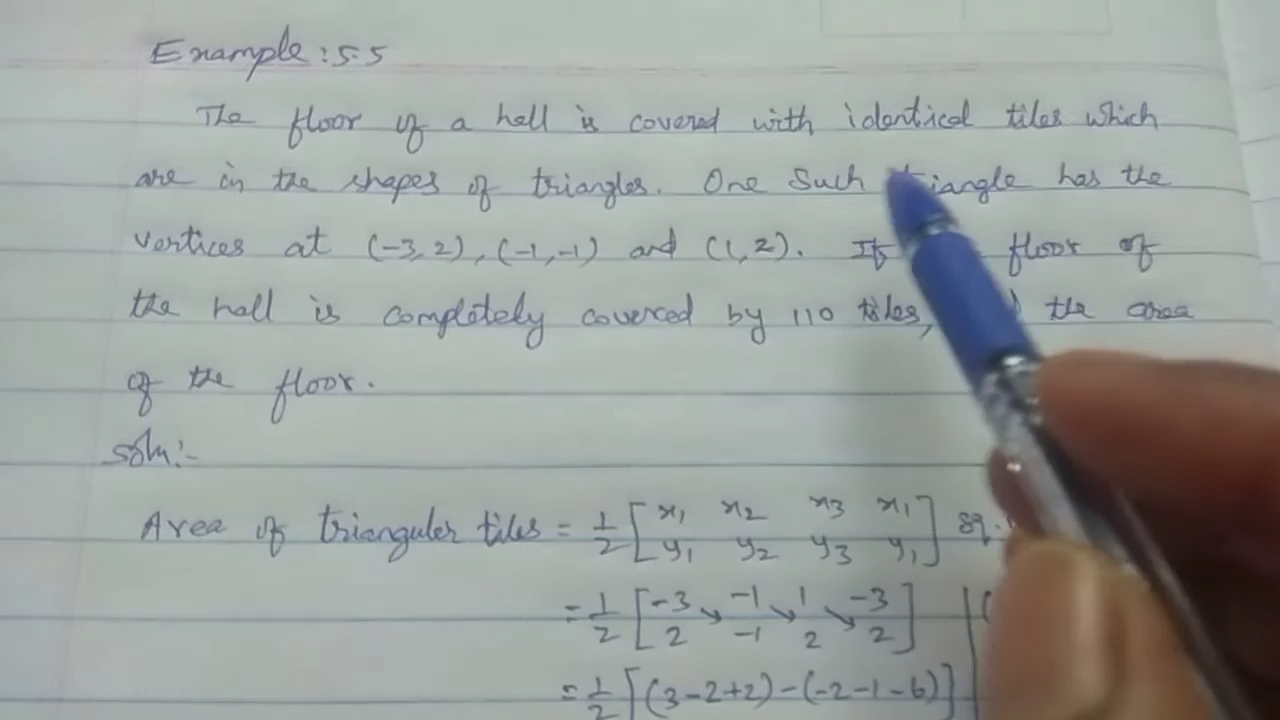 Example: 5.5
The floor of a hall is covered with identical tiles which
are in the shapes of triangles. One Such triangle has the
vertices at (-3, 2), (-1, -1) and (1, 2). If floor of
the hall is completely covered by 110 tiles, the area
of the floor.
Soln:-
Area of triangular tiles = 1/2 [x1 x2 x3 x1
y1 y2 y3 y1] sq.
= 1/2 [-3 -1 1 -3
2 -1 2 2]
= 1/2 [(3-2+2)-(-2-1-6)]